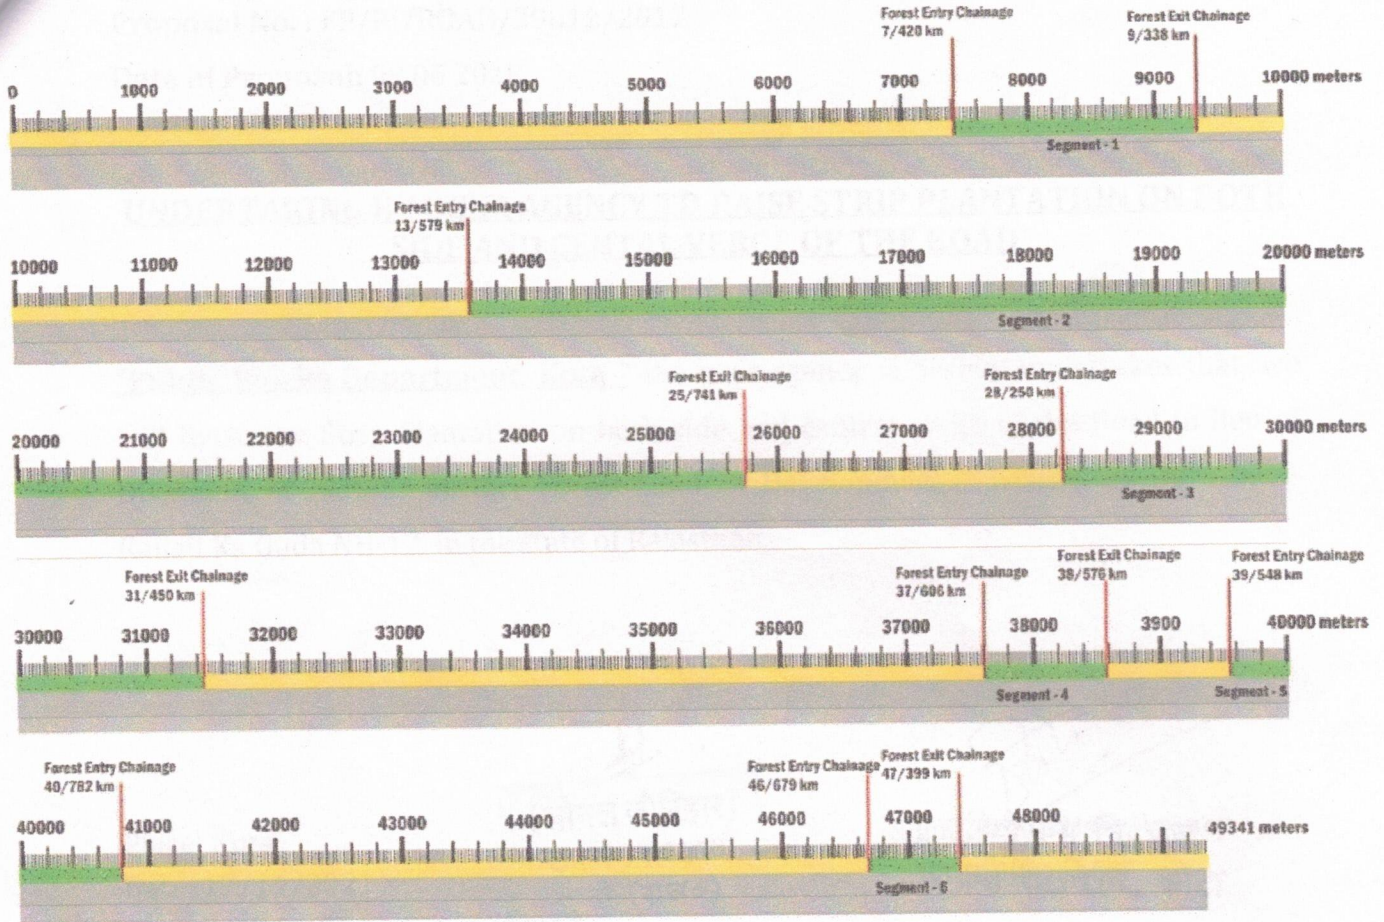 Forest Entry Chainage
7/420 km
Forest Exit Chainage
9/338 km
0 1000 2000 3000 4000 5000 6000 7000 8000 9000 10000 meters
Segment - 1
Forest Entry Chainage
13/579 km
10000 11000 12000 13000 14000 15000 16000 17000 18000 19000 20000 meters
Segment - 2
Forest Exit Chainage
25/741 km
Forest Entry Chainage
28/250 km
20000 21000 22000 23000 24000 25000 26000 27000 28000 29000 30000 meters
Segment - 3
Forest Exit Chainage
31/450 km
Forest Entry Chainage
37/606 km
Forest Exit Chainage
38/576 km
Forest Entry Chainage
39/548 km
30000 31000 32000 33000 34000 35000 36000 37000 38000 3900 40000 meters
Segment - 4
Segment - 5
Forest Entry Chainage
40/782 km
Forest Entry Chainage
46/679 km
Forest Exit Chainage
47/399 km
40000 41000 42000 43000 44000 45000 46000 47000 48000 49341 meters
Segment - 6